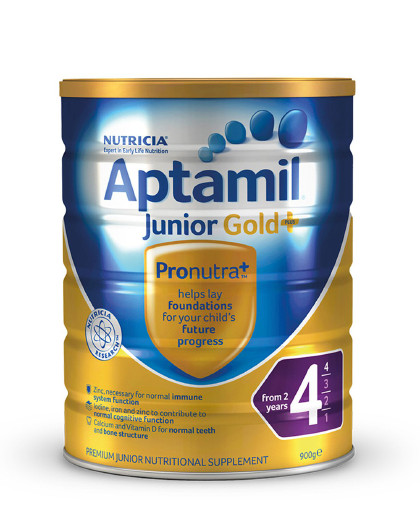 NUTRICIA®
Expert in Early Life Nutrition
Aptamil
Junior Gold+
PLUS
Pronutra+™
helps lay
foundations
for your child's
future
progress
NUTRICIA
RESEARCH
Zinc, necessary for normal immune
system function
Iodine, iron and zinc to contribute to
normal cognitive function
Calcium and Vitamin D for normal teeth
and bone structure
from 2
years
4
4
3
2
1
PREMIUM JUNIOR NUTRITIONAL SUPPLEMENT
900g℮